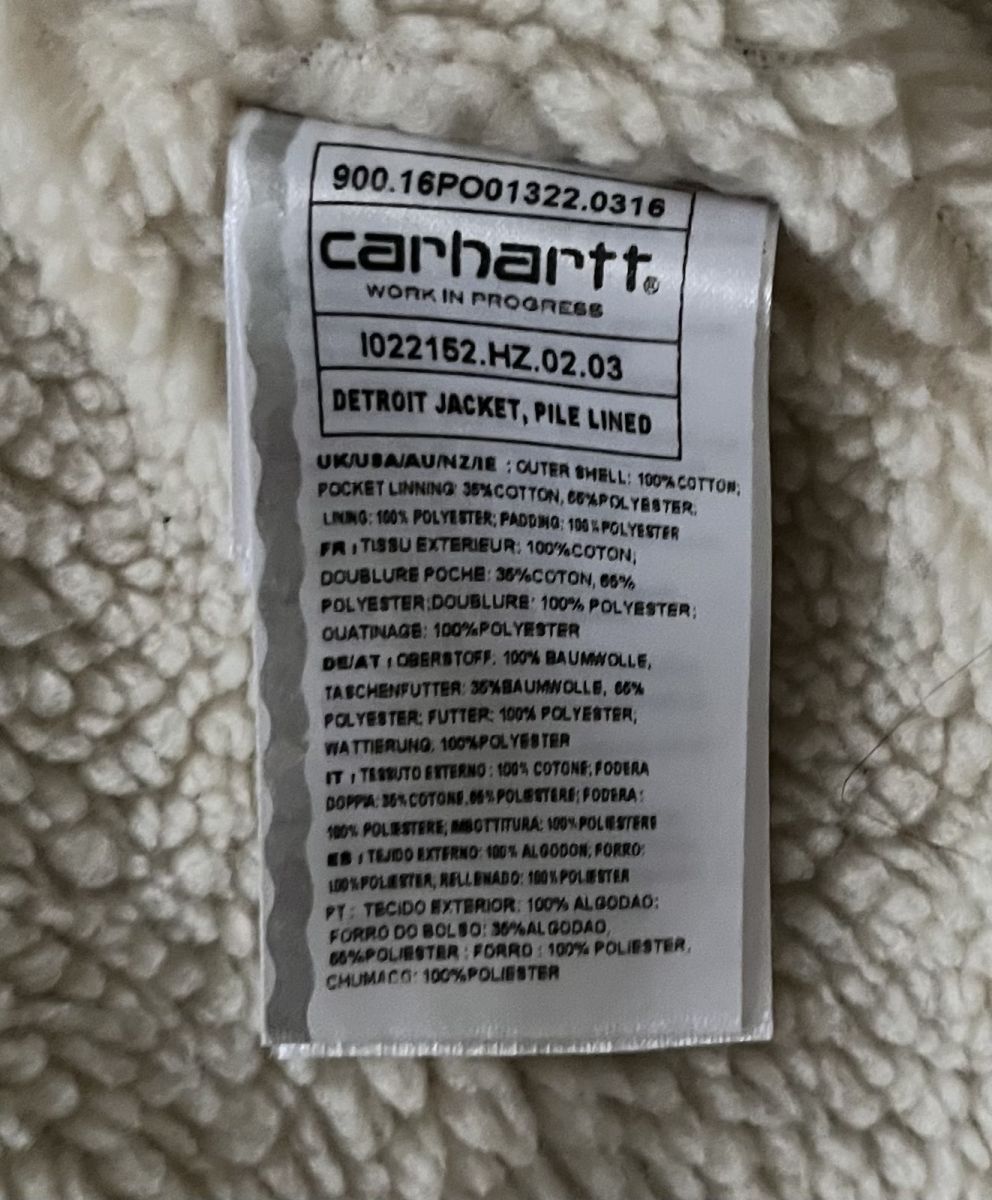 900.16PO01322.0316
carhartt®
WORK IN PROGRESS
I022152.HZ.02.03
DETROIT JACKET, PILE LINED
UK/USA/AU/NZ/IE : OUTER SHELL: 100%COTTON;
POCKET LINNING: 35%COTTON, 65%POLYESTER;
LINING: 100% POLYESTER; PADDING: 100%POLYESTER
FR : TISSU EXTERIEUR: 100%COTON;
DOUBLURE POCHE: 35%COTON, 65%
POLYESTER;DOUBLURE: 100% POLYESTER;
OUATINAGE: 100%POLYESTER
DE/AT : OBERSTOFF: 100% BAUMWOLLE,
TASCHENFUTTER: 35%BAUMWOLLE, 65%
POLYESTER; FUTTER: 100% POLYESTER;
WATTIERUNG: 100%POLYESTER
IT : TESSUTO ESTERNO: 100% COTONE; FODERA
DOPPIA: 35%COTONE,65%POLIESTERE; FODERA:
100% POLIESTERE; IMBOTTITURA: 100%POLIESTERE
ES : TEJIDO EXTERNO: 100% ALGODON; FORRO:
100%POLIESTER, RELLENADO: 100%POLIESTER
PT : TECIDO EXTERIOR: 100% ALGODAO;
FORRO DO BOLSO: 35%ALGODAO,
65%POLIESTER ; FORRO : 100% POLIESTER,
CHUMACO: 100%POLIESTER